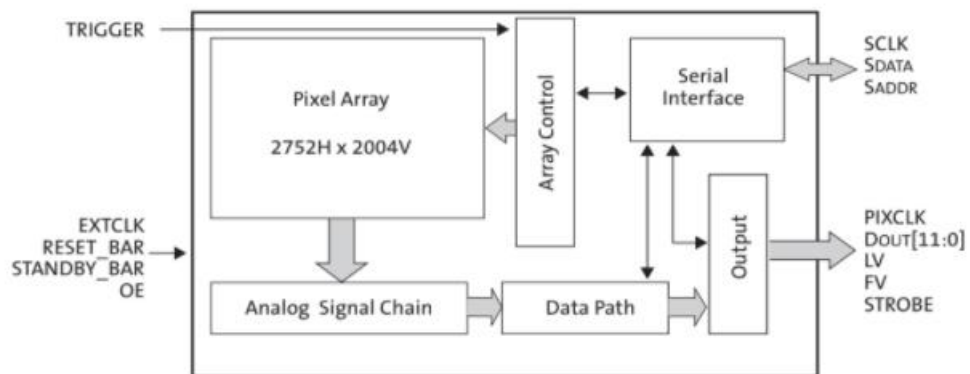 TRIGGER
Pixel Array
2752H x 2004V
Array Control
Serial
Interface
SCLK
SDATA
SADDR
EXTCLK
RESET_BAR
STANDBY_BAR
OE
Analog Signal Chain
Data Path
Output
PIXCLK
DOUT[11:0]
LV
FV
STROBE